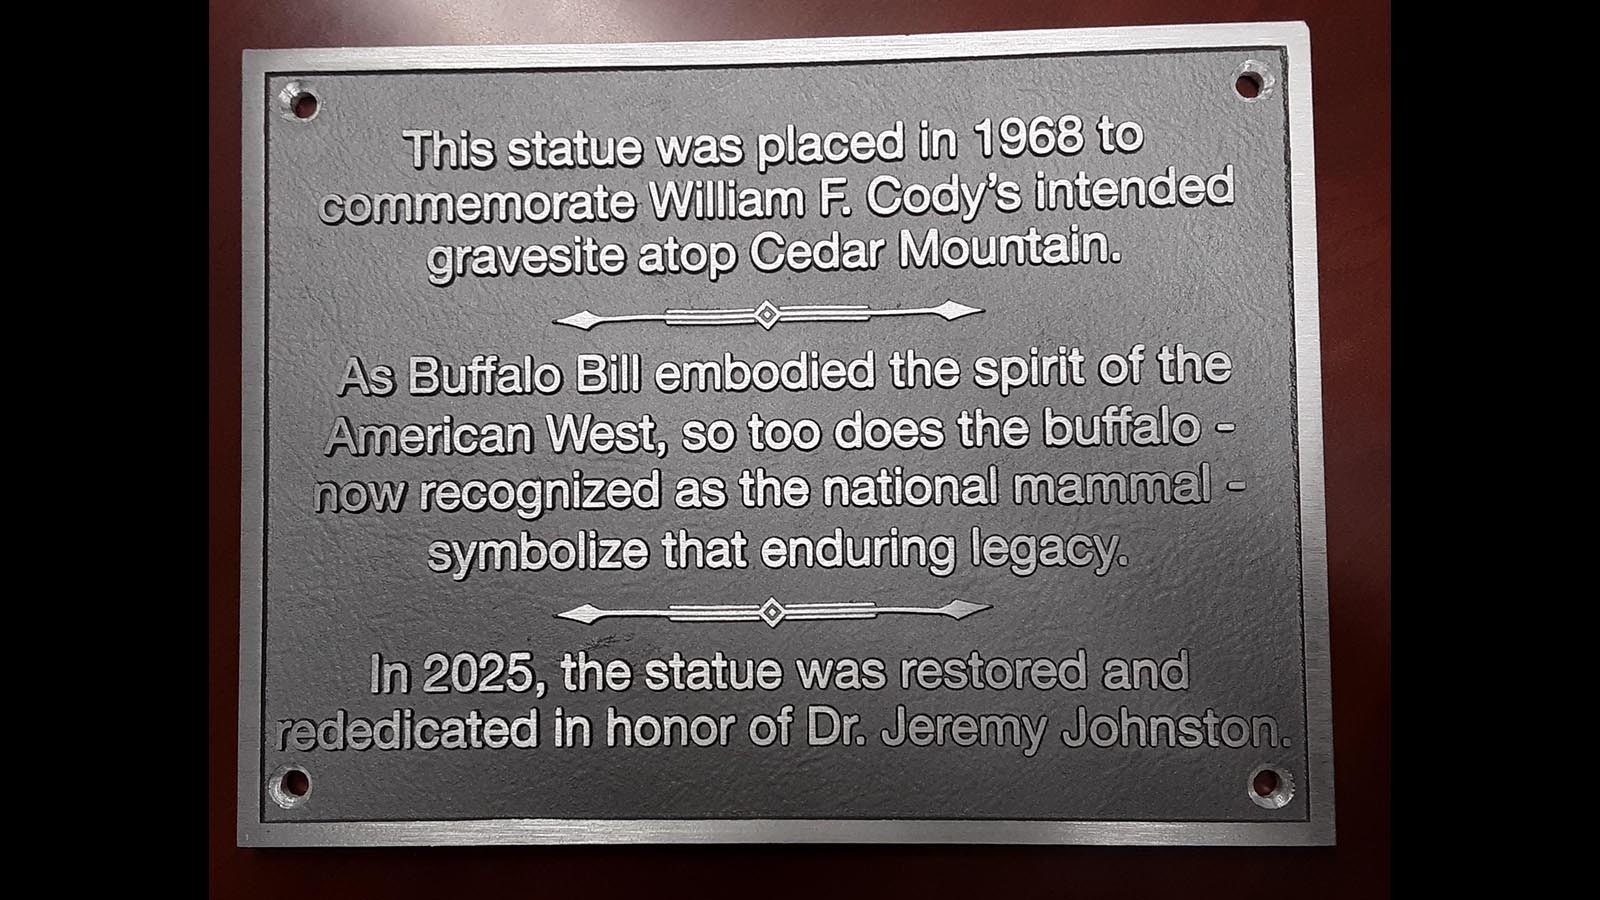 This statue was placed in 1968 to
commemorate William F. Cody's intended
gravesite atop Cedar Mountain.
As Buffalo Bill embodied the spirit of the
American West, so too does the buffalo -
now recognized as the national mammal -
symbolize that enduring legacy.
In 2025, the statue was restored and
rededicated in honor of Dr. Jeremy Johnston.